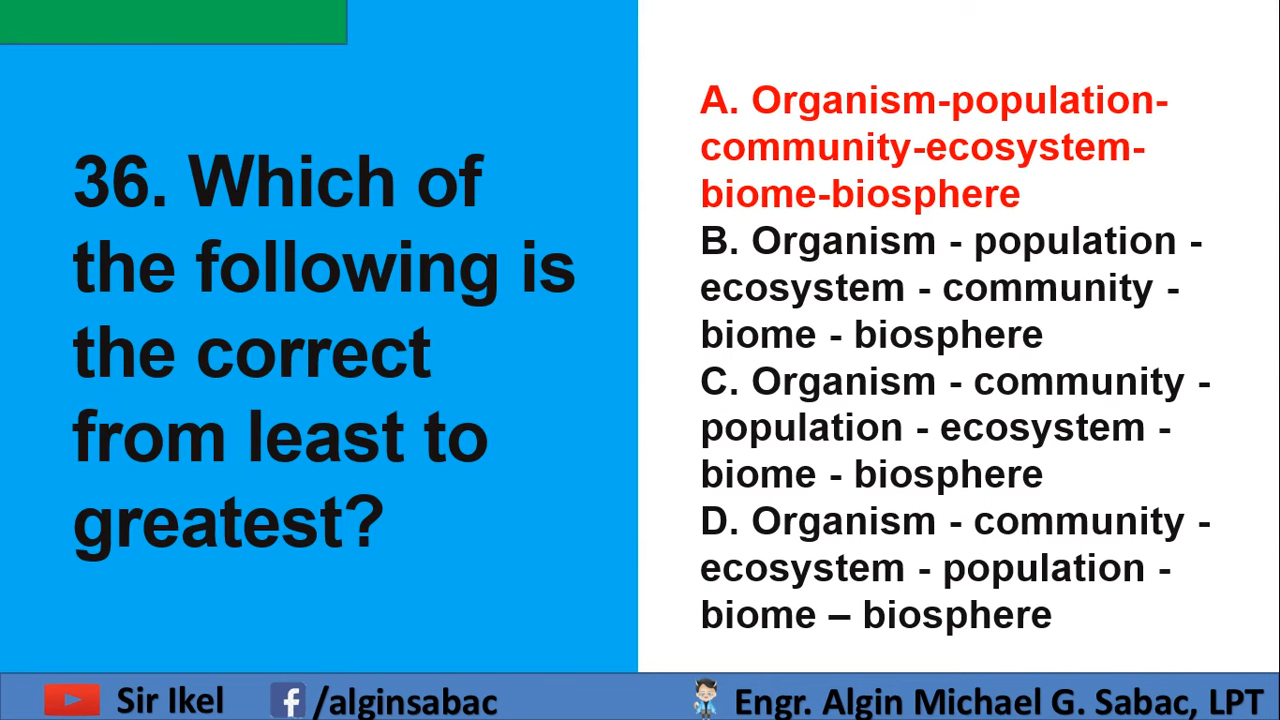 36. Which of
the following is
the correct
from least to
greatest?
A. Organism-population-
community-ecosystem-
biome-biosphere
B. Organism - population -
ecosystem - community -
biome - biosphere
C. Organism - community -
population - ecosystem -
biome - biosphere
D. Organism - community -
ecosystem - population -
biome – biosphere
Sir Ikel
/alginsabac
Engr. Algin Michael G. Sabac, LPT